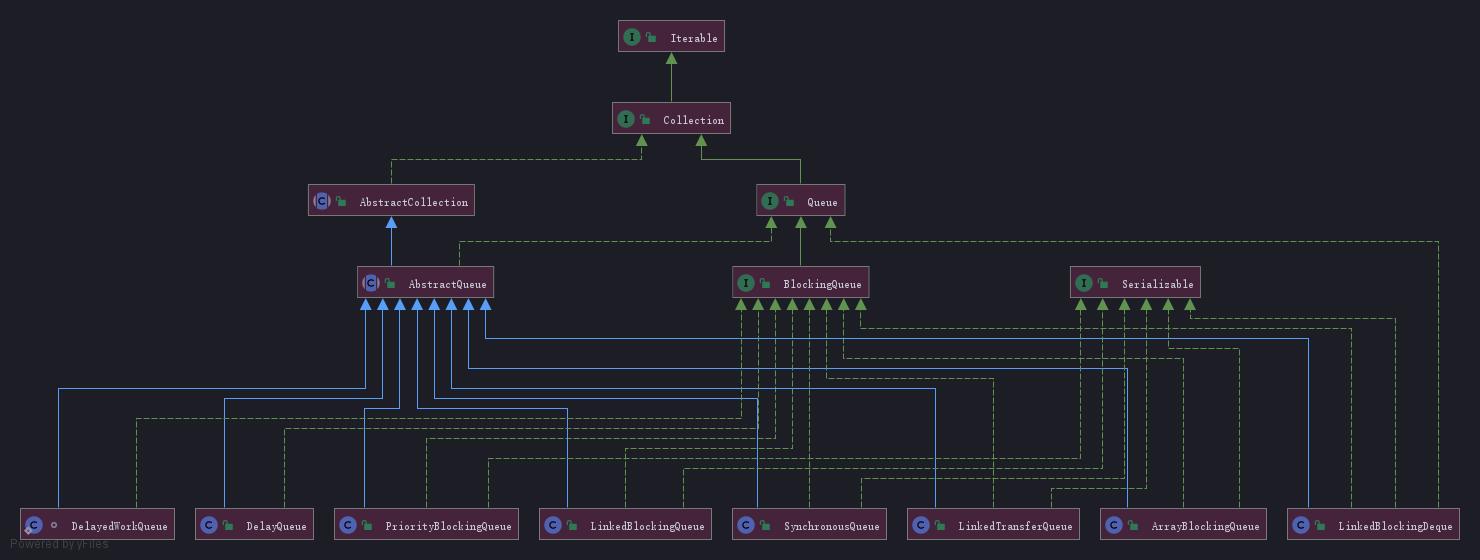 I Iterable
I Collection
C AbstractCollection
I Queue
C AbstractQueue
I BlockingQueue
I Serializable
C DelayedWorkQueue
C DelayQueue
C PriorityBlockingQueue
C LinkedBlockingQueue
C SynchronousQueue
C LinkedTransferQueue
C ArrayBlockingQueue
C LinkedBlockingDeque
Powered by yFiles